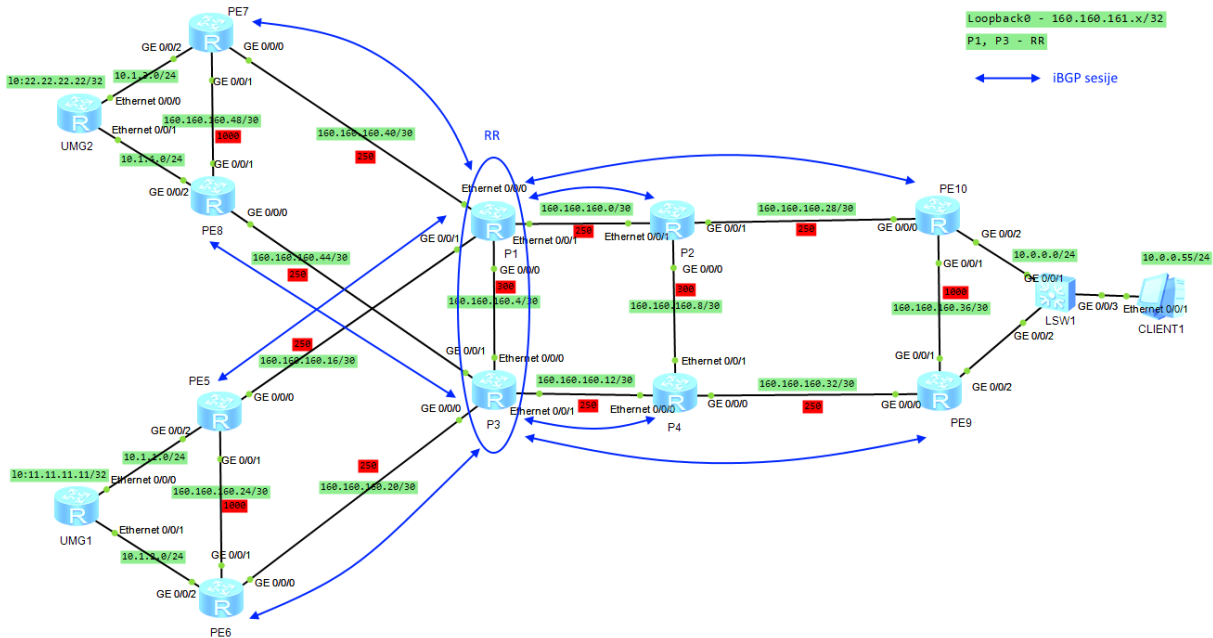 PE7
Loopback0 - 160.160.161.x/32
P1, P3 - RR
iBGP sesije
GE 0/0/2
GE 0/0/0
lo:22.22.22.22/32
10.1.3.0/24
GE 0/0/1
Ethernet 0/0/0
Ethernet 0/0/1
160.160.160.48/30
1000
UMG2
10.1.4.0/24
GE 0/0/1
GE 0/0/2
GE 0/0/0
PE8
160.160.160.40/30
250
RR
Ethernet 0/0/0
GE 0/0/1
P1
Ethernet 0/0/1
160.160.160.0/30
250
Ethernet 0/0/1
GE 0/0/1
P2
160.160.160.28/30
250
PE10
GE 0/0/0
GE 0/0/2
GE 0/0/1
10.0.0.0/24
10.0.0.55/24
160.160.160.44/30
250
GE 0/0/0
300
160.160.160.4/30
GE 0/0/0
300
160.160.160.8/30
1000
160.160.160.36/30
GE 0/0/1
LSW1
GE 0/0/3
Ethernet 0/0/1
CLIENT1
GE 0/0/2
250
160.160.160.16/30
GE 0/0/1
Ethernet 0/0/0
Ethernet 0/0/1
GE 0/0/1
PE5
GE 0/0/0
GE 0/0/2
GE 0/0/1
GE 0/0/0
P3
Ethernet 0/0/1
160.160.160.12/30
250
Ethernet 0/0/0
P4
GE 0/0/0
160.160.160.32/30
250
GE 0/0/0
PE9
GE 0/0/2
10.1.1.0/24
lo:11.11.11.11/32
Ethernet 0/0/0
160.160.160.24/30
1000
250
160.160.160.20/30
UMG1
Ethernet 0/0/1
10.1.2.0/24
GE 0/0/1
GE 0/0/2
GE 0/0/0
PE6